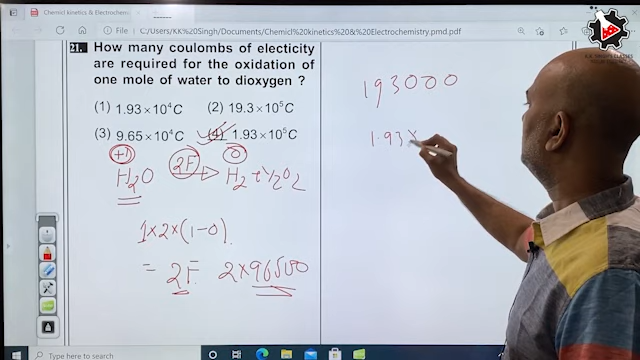 Chemicl kinetics & Electrochem
File
C:/Users/KK%20Singh/Documents/Chemicl%20kinetics%20&%20Electrochemistry.pmd.pdf
21. How many coulombs of electicity are required for the oxidation of one mole of water to dioxygen ?
(1) 1.93×10⁴C (2) 19.3×10⁵C
(3) 9.65×10⁴C (4) 1.93×10⁵C
+1 2F 0
H₂O → H₂ + ½O₂
1×2×(1-0).
= 2F. 2×96500
193000
1.93×
Type here to search